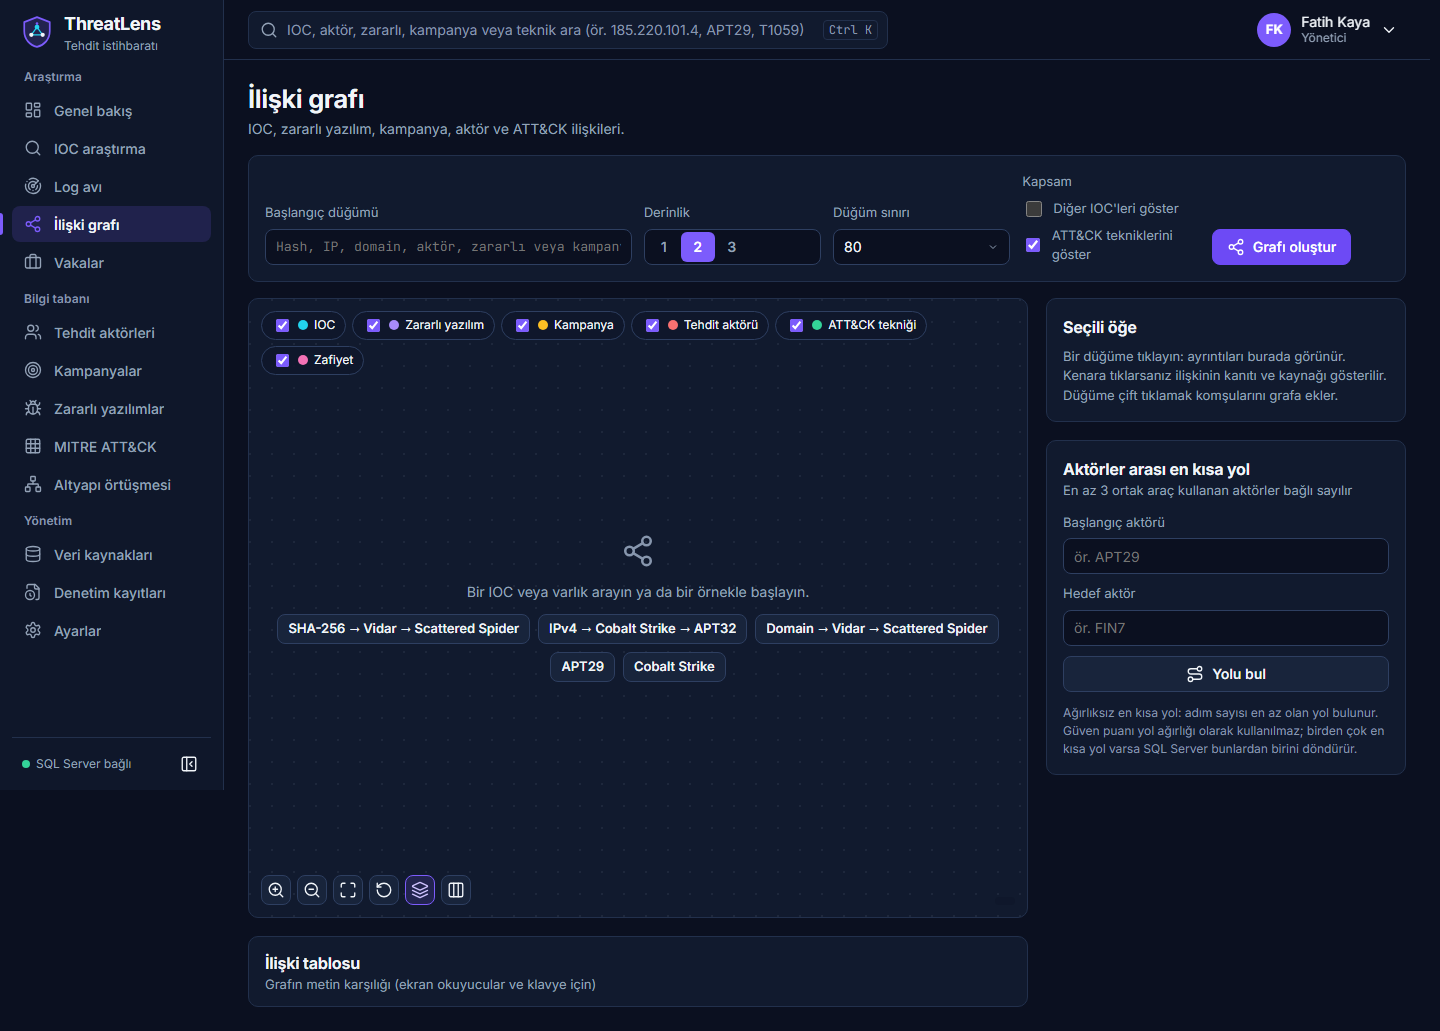 ThreatLens
Tehdit istihbaratı
IOC, aktör, zararlı, kampanya veya teknik ara (ör. 185.220.101.4, APT29, T1059)
Ctrl K
FK
Fatih Kaya
Yönetici
Araştırma
Genel bakış
IOC araştırma
Log avı
İlişki grafı
Vakalar
Bilgi tabanı
Tehdit aktörleri
Kampanyalar
Zararlı yazılımlar
MITRE ATT&CK
Altyapı örtüşmesi
Yönetim
Veri kaynakları
Denetim kayıtları
Ayarlar
SQL Server bağlı
İlişki grafı
IOC, zararlı yazılım, kampanya, aktör ve ATT&CK ilişkileri.
Başlangıç düğümü
Hash, IP, domain, aktör, zararlı veya kampan
Derinlik
1 2 3
Düğüm sınırı
80
Kapsam
Diğer IOC'leri göster
ATT&CK tekniklerini
göster
Grafı oluştur
IOC
Zararlı yazılım
Kampanya
Tehdit aktörü
ATT&CK tekniği
Zafiyet
Bir IOC veya varlık arayın ya da bir örnekle başlayın.
SHA-256 → Vidar → Scattered Spider
IPv4 → Cobalt Strike → APT32
Domain → Vidar → Scattered Spider
APT29
Cobalt Strike
Seçili öğe
Bir düğüme tıklayın: ayrıntıları burada görünür.
Kenara tıklarsanız ilişkinin kanıtı ve kaynağı gösterilir.
Düğüme çift tıklamak komşularını grafa ekler.
Aktörler arası en kısa yol
En az 3 ortak araç kullanan aktörler bağlı sayılır
Başlangıç aktörü
ör. APT29
Hedef aktör
ör. FIN7
Yolu bul
Ağırlıksız en kısa yol: adım sayısı en az olan yol bulunur.
Güven puanı yol ağırlığı olarak kullanılmaz; birden çok en
kısa yol varsa SQL Server bunlardan birini döndürür.
İlişki tablosu
Grafın metin karşılığı (ekran okuyucular ve klavye için)